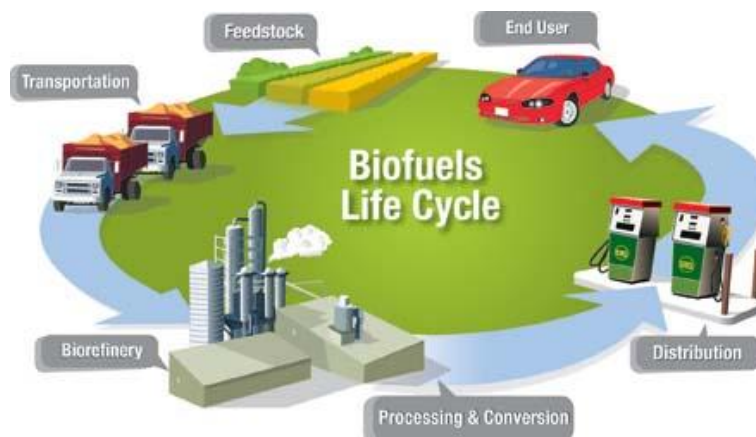 Feedstock
End User
Transportation
Biofuels
Life Cycle
Biorefinery
Distribution
Processing & Conversion